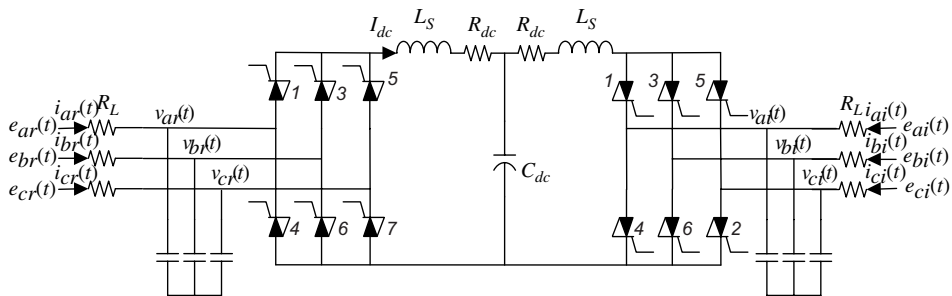 I_dc L_S R_dc R_dc L_S
1 3 5 1 3 5
i_ar(t) R_L v_ar(t) v_ai(t) R_L i_ai(t)
e_ar(t) e_ai(t)
i_br(t) v_br(t) v_bi(t) i_bi(t)
e_br(t) e_bi(t)
i_cr(t) v_cr(t) C_dc v_ci(t) i_ci(t)
e_cr(t) e_ci(t)
4 6 7 4 6 2